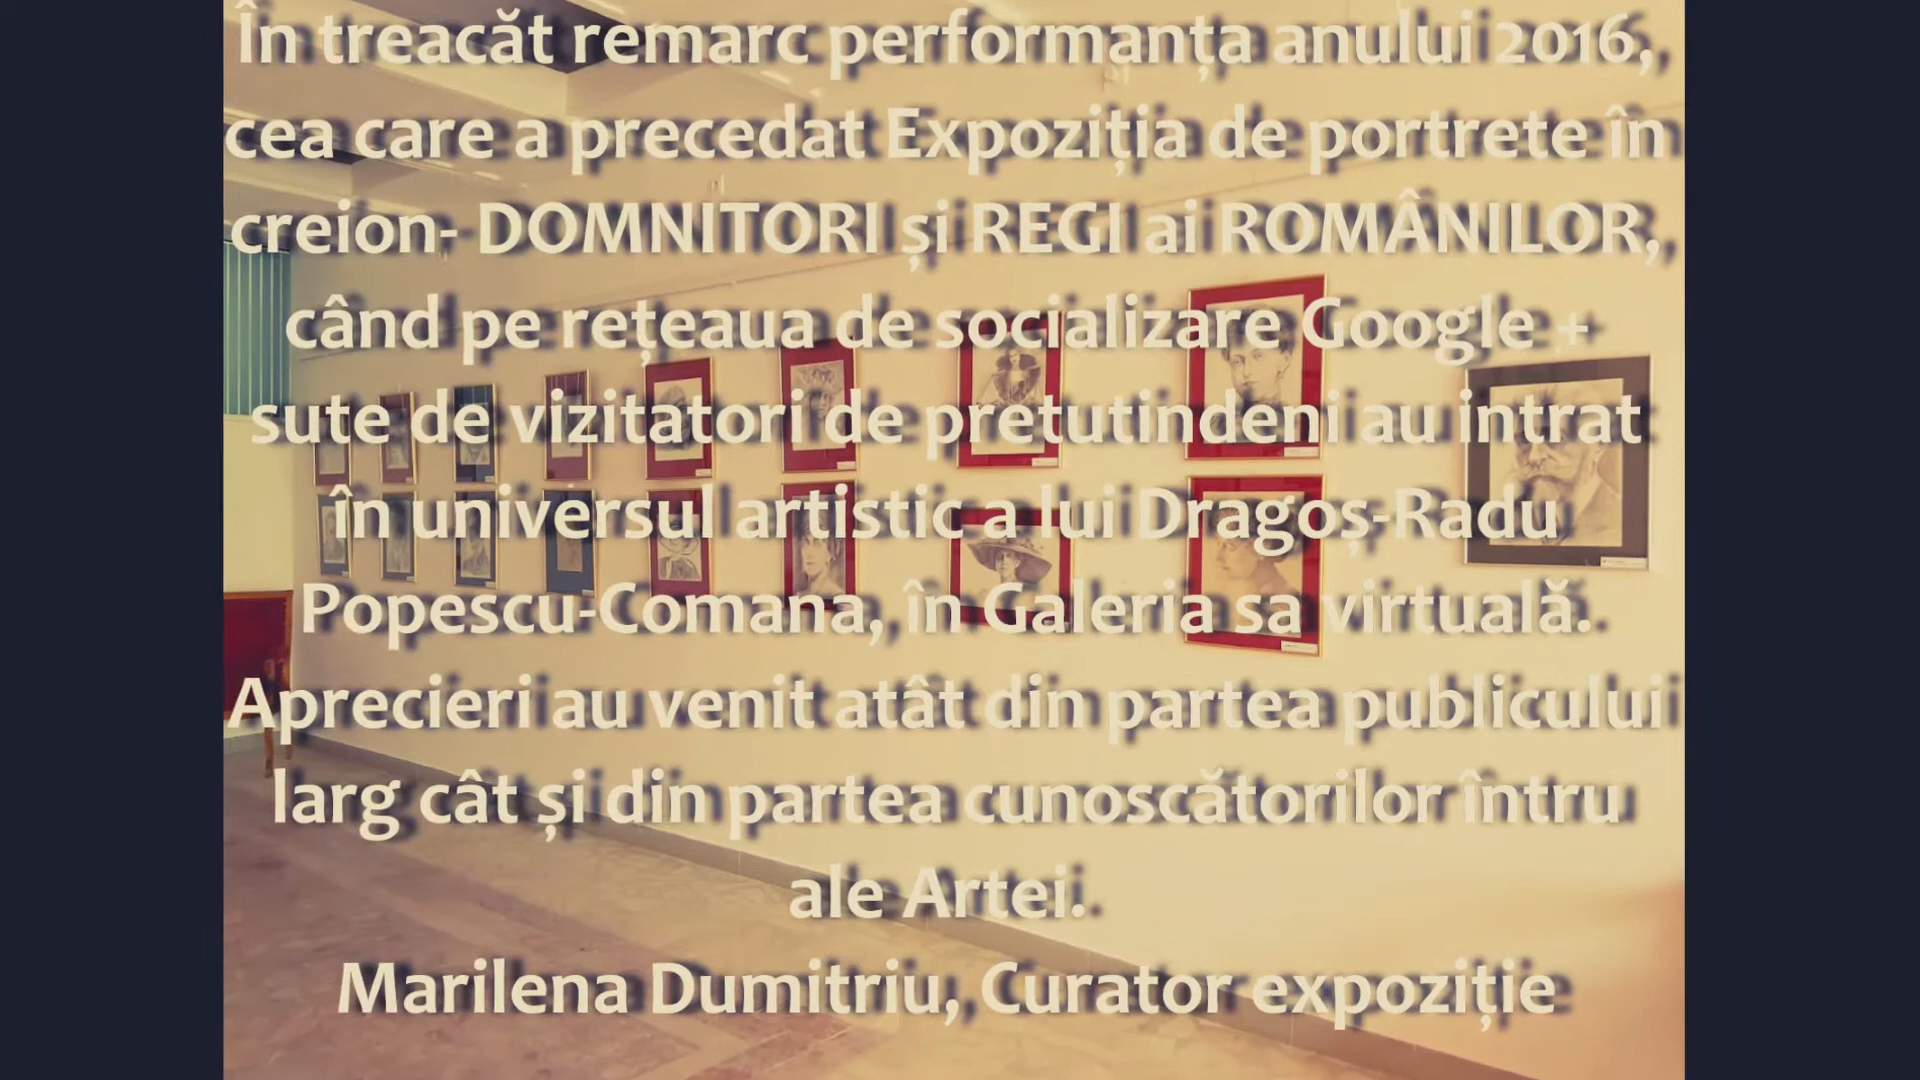 În treacăt remarc performanța anului 2016,
cea care a precedat Expoziția de portrete în
creion- DOMNITORI și REGI ai ROMÂNILOR,
când pe rețeaua de socializare Google +
sute de vizitatori de pretutindeni au intrat
în universul artistic a lui Dragoș-Radu
Popescu-Comana, în Galeria sa virtuală.
Aprecieri au venit atât din partea publicului
larg cât și din partea cunoscătorilor întru
ale Artei.
Marilena Dumitriu, Curator expoziție